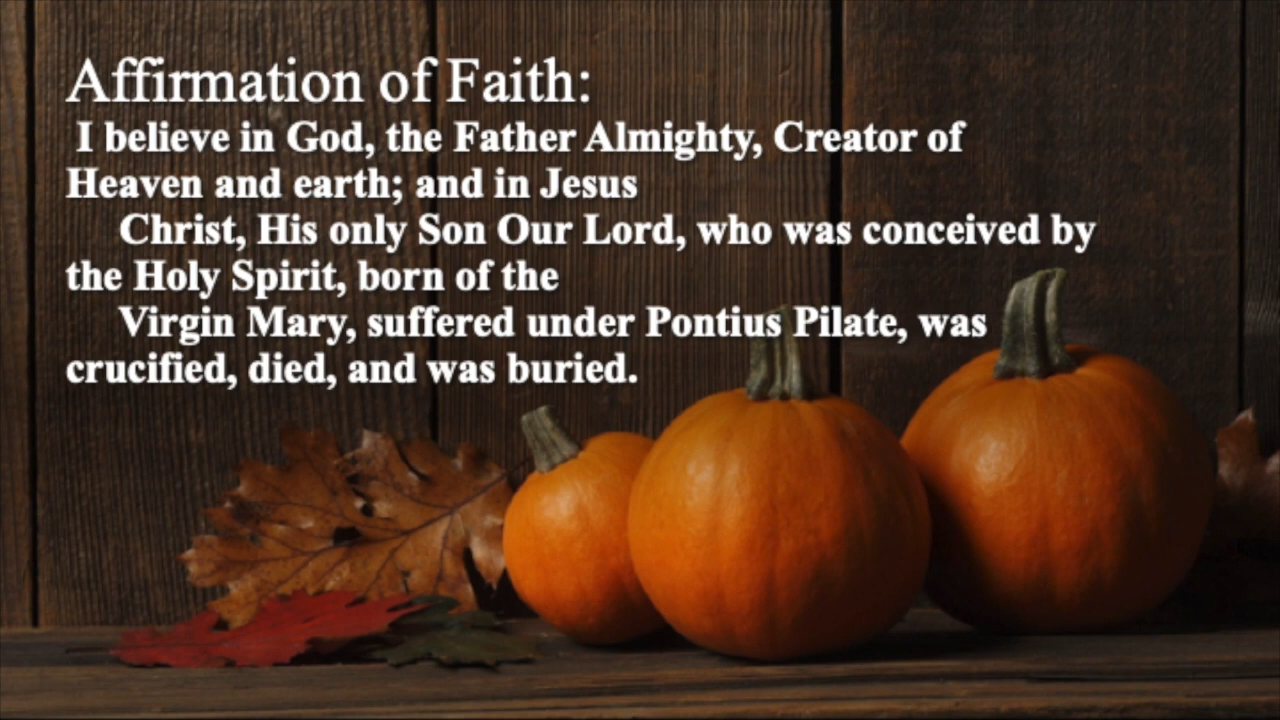 Affirmation of Faith:
I believe in God, the Father Almighty, Creator of
Heaven and earth; and in Jesus
Christ, His only Son Our Lord, who was conceived by
the Holy Spirit, born of the
Virgin Mary, suffered under Pontius Pilate, was
crucified, died, and was buried.